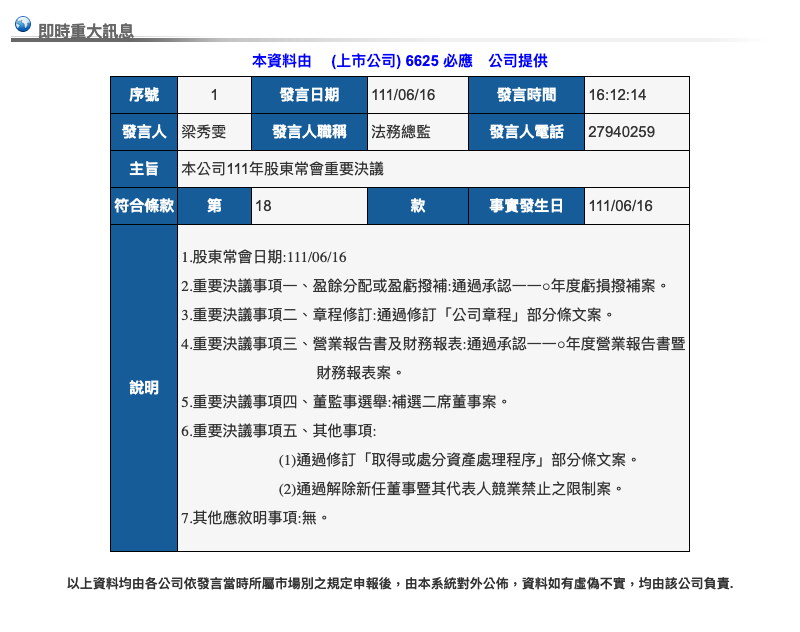 即時重大訊息
本資料由 (上市公司) 6625 必應 公司提供
序號 1 發言日期 111/06/16 發言時間 16:12:14
發言人 梁秀雯 發言人職稱 法務總監 發言人電話 27940259
主旨 本公司111年股東常會重要決議
符合條款 第 18 款 事實發生日 111/06/16
說明
1.股東常會日期:111/06/16
2.重要決議事項一、盈餘分配或盈虧撥補:通過承認一一○年度虧損撥補案。
3.重要決議事項二、章程修訂:通過修訂「公司章程」部分條文案。
4.重要決議事項三、營業報告書及財務報表:通過承認一一○年度營業報告書暨
財務報表案。
5.重要決議事項四、董監事選舉:補選二席董事案。
6.重要決議事項五、其他事項:
(1)通過修訂「取得或處分資產處理程序」部分條文案。
(2)通過解除新任董事暨其代表人競業禁止之限制案。
7.其他應敘明事項:無。
以上資料均由各公司依發言當時所屬市場別之規定申報後，由本系統對外公佈，資料如有虛偽不實，均由該公司負責.